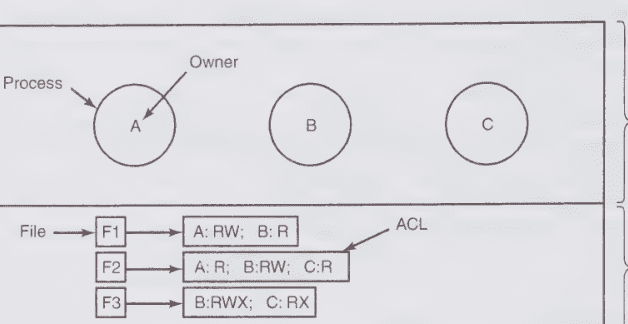 Owner
Process
A
B
C
File
F1
A: RW; B: R
ACL
F2
A: R; B:RW; C:R
F3
B:RWX; C: RX